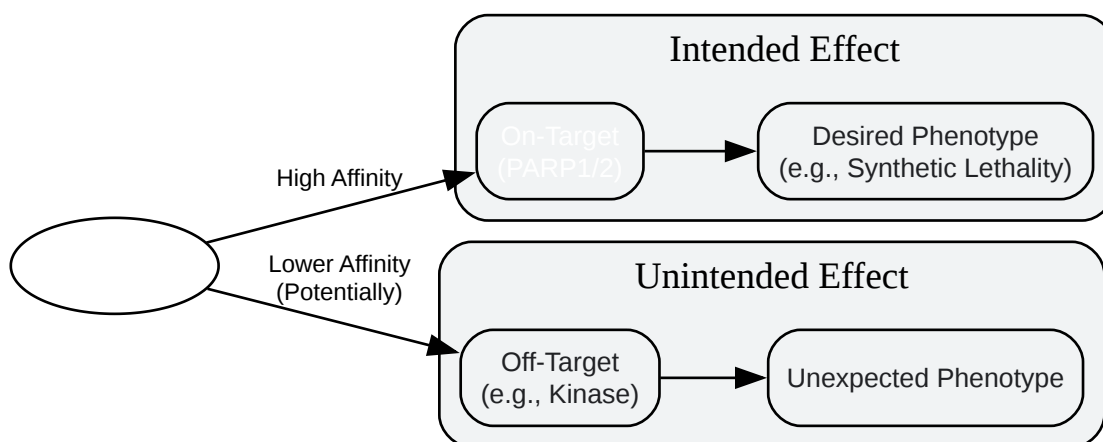 Intended Effect
On-Target
(PARP1/2)
Desired Phenotype
(e.g., Synthetic Lethality)
High Affinity
Lower Affinity
(Potentially)
Unintended Effect
Off-Target
(e.g., Kinase)
Unexpected Phenotype